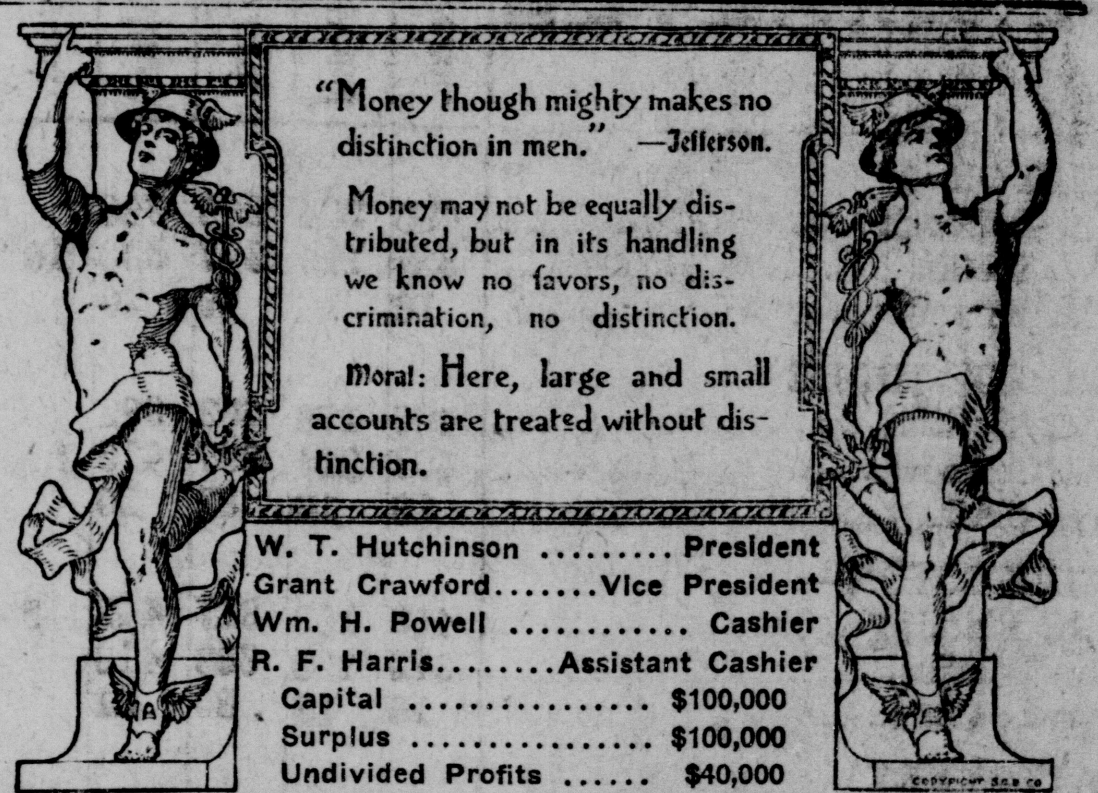 "Money though mighty makes no
distinction in men." —Jefferson.
Money may not be equally dis-
tributed, but in its handling
we know no favors, no dis-
crimination, no distinction.
Moral: Here, large and small
accounts are treated without dis-
tinction.
W. T. Hutchinson ......... President
Grant Crawford.......Vice President
Wm. H. Powell ............ Cashier
R. F. Harris........Assistant Cashier
Capital ................ $100,000
Surplus ................ $100,000
Undivided Profits ...... $40,000
COPYRIGHT S.G.B CO